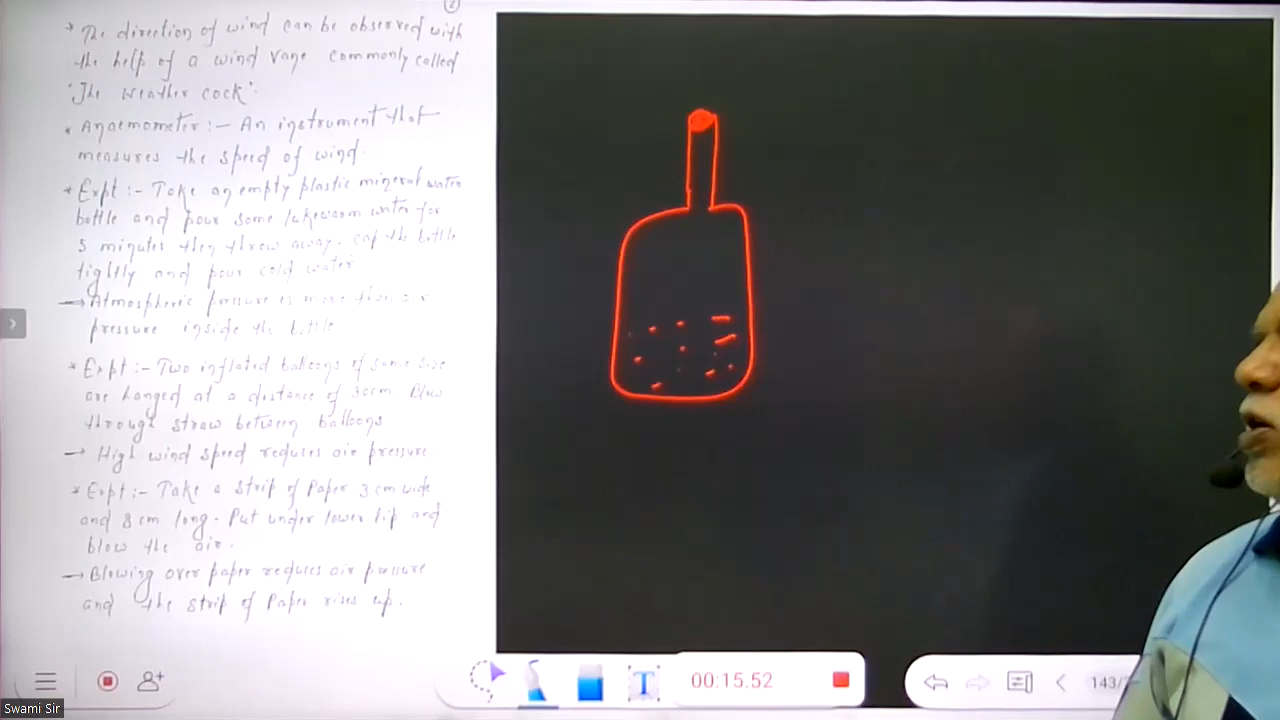 2
* The direction of wind can be observed with
the help of a wind vane commonly called
"The weather cock".
* Anaemometer :- An instrument that
measures the speed of wind.
* Expt :- Take an empty plastic mineral water
bottle and pour some lukewarm water for
5 minutes then throw away. cap the bottle
tightly and pour cold water
→ Atmospheric pressure is more than air
pressure inside the bottle
* Expt :- Two inflated balloons of same size
are hanged at a distance of 30cm Blow
through straw between balloons
→ High wind speed reduces air pressure.
* Expt :- Take a strip of Paper 3 cm wide
and 8 cm long. Put under lower lip and
blow the air.
→ Blowing over paper reduces air pressure
and the strip of Paper rises up.
T
00:15.52
143/
Swami Sir